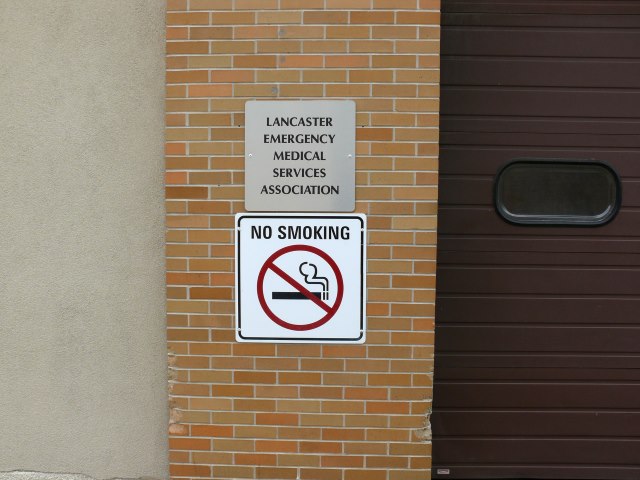 LANCASTER
EMERGENCY
MEDICAL
SERVICES
ASSOCIATION
NO SMOKING